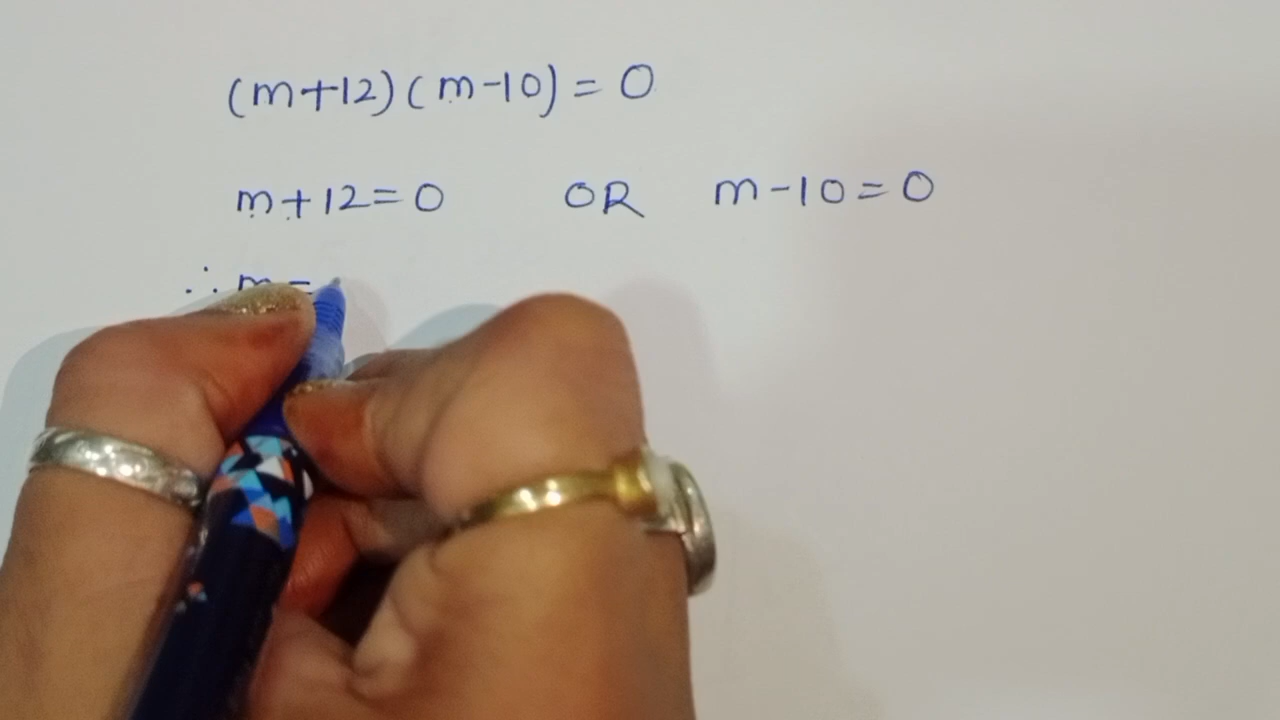 (m+12)(m-10) = 0
m+12=0 OR m-10=0
∴ m =